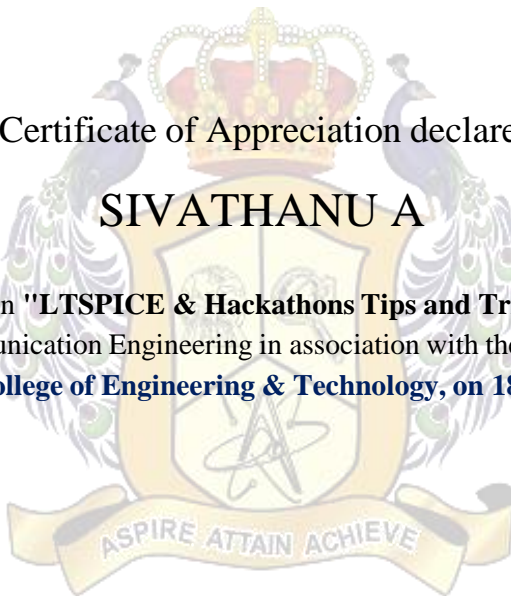 Certificate of Appreciation declare
SIVATHANU A
n "LTSPICE & Hackathons Tips and Tr
unication Engineering in association with the
ollege of Engineering & Technology, on 18
ASPIRE ATTAIN ACHIEVE